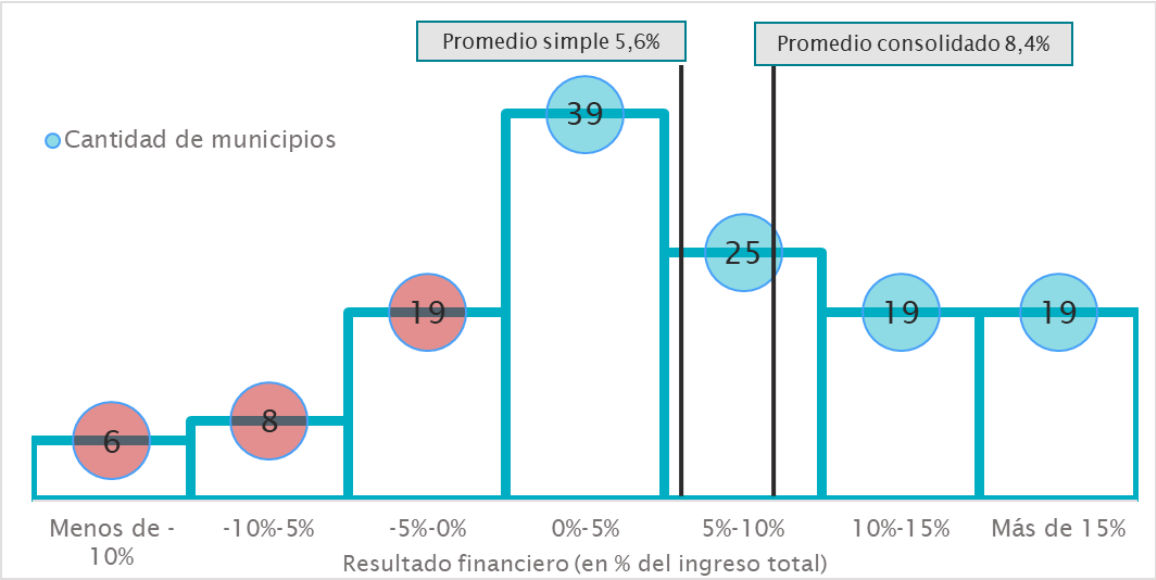 Promedio simple 5,6%
Promedio consolidado 8,4%
Cantidad de municipios
39
25
19
19
19
8
6
Menos de -
10%
-10%-5%
-5%-0%
0%-5%
5%-10%
10%-15%
Más de 15%
Resultado financiero (en % del ingreso total)